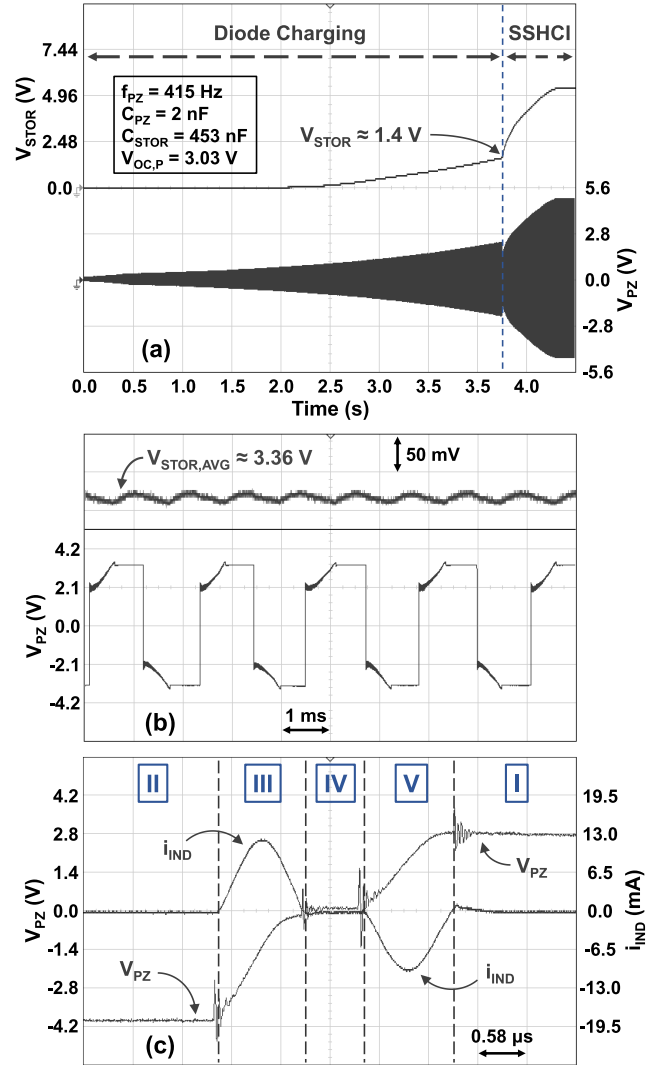 Diode Charging
SSHCI
7.44
4.96
2.48
0.0
V_STOR (V)
f_PZ = 415 Hz
C_PZ = 2 nF
C_STOR = 453 nF
V_OC,P = 3.03 V
V_STOR ≈ 1.4 V
5.6
2.8
0.0
-2.8
-5.6
V_PZ (V)
(a)
0.0 0.5 1.0 1.5 2.0 2.5 3.0 3.5 4.0
Time (s)
V_STOR,AVG ≈ 3.36 V
50 mV
4.2
2.1
0.0
-2.1
-4.2
V_PZ (V)
(b)
1 ms
II III IV V I
4.2
2.8
1.4
0.0
-1.4
-2.8
-4.2
V_PZ (V)
i_IND
V_PZ
V_PZ
i_IND
19.5
13.0
6.5
0.0
-6.5
-13.0
-19.5
i_IND (mA)
(c)
0.58 μs